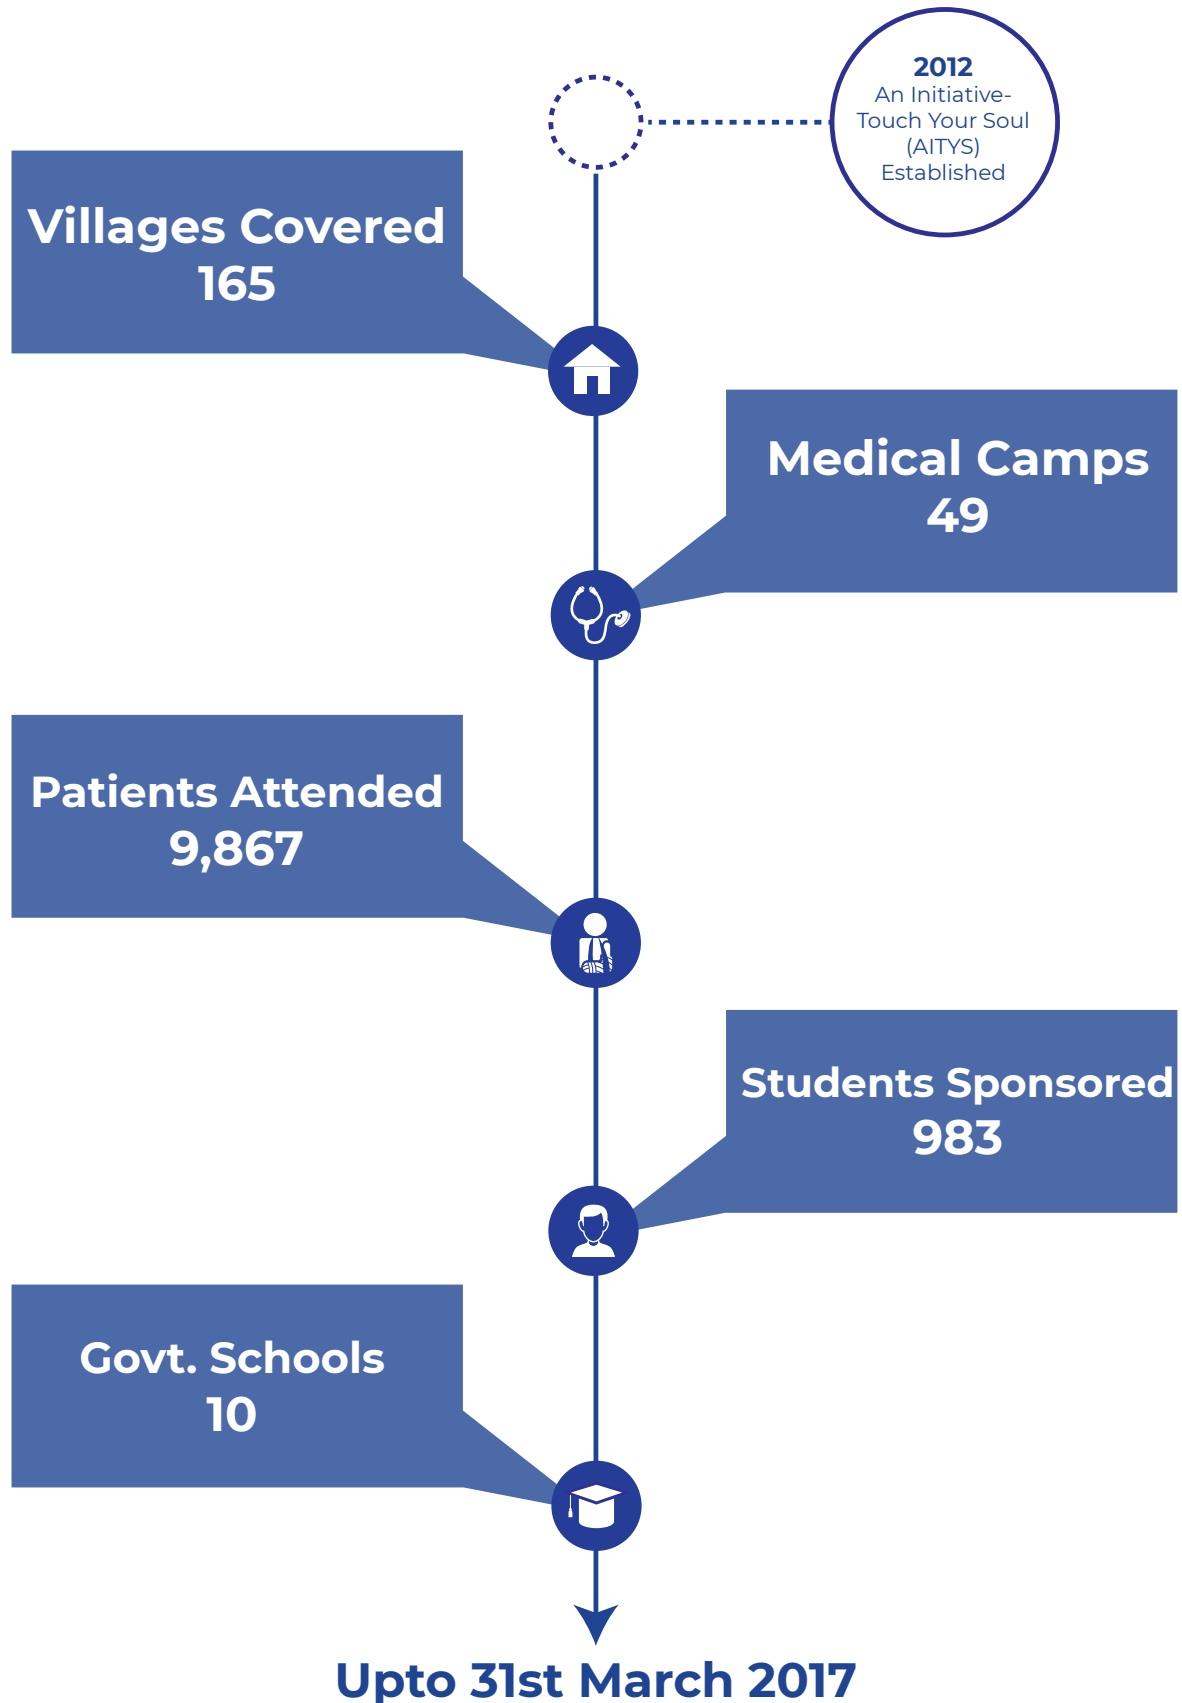 2012
An Initiative-
Touch Your Soul
(AITYS)
Established
Villages Covered
165
Medical Camps
49
Patients Attended
9,867
Students Sponsored
983
Govt. Schools
10
Upto 31st March 2017